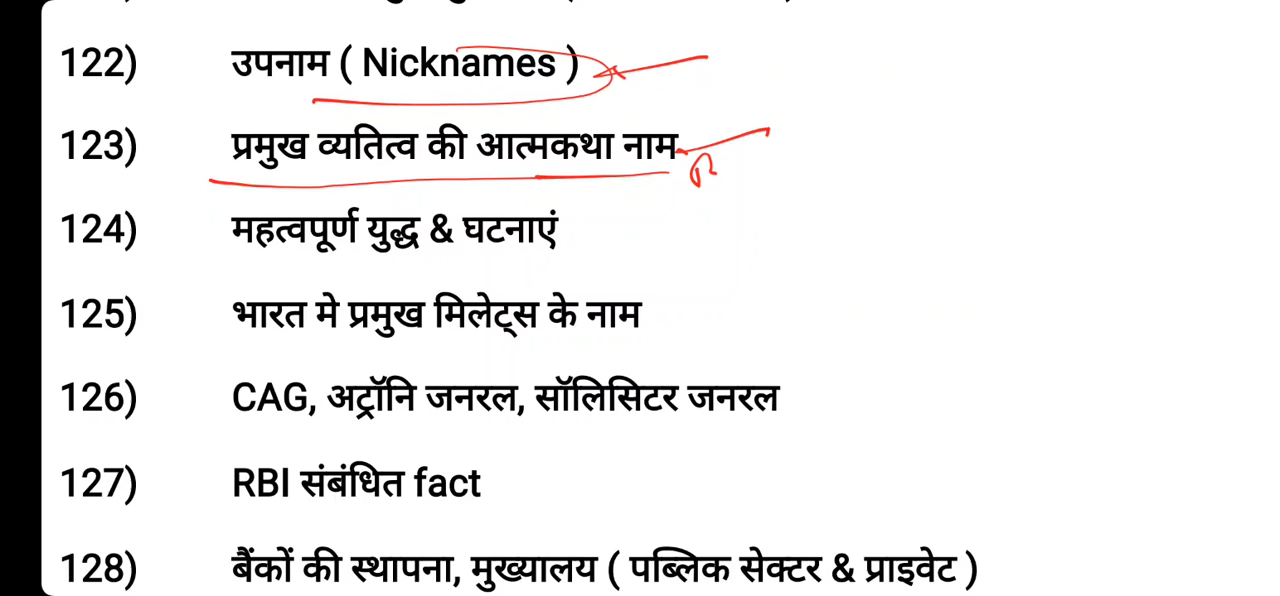 122) उपनाम ( Nicknames )
123) प्रमुख व्यतित्व की आत्मकथा नाम
124) महत्वपूर्ण युद्ध & घटनाएं
125) भारत मे प्रमुख मिलेट्स के नाम
126) CAG, अट्रॉनि जनरल, सॉलिसिटर जनरल
127) RBI संबंधित fact
128) बैंकों की स्थापना, मुख्यालय ( पब्लिक सेक्टर & प्राइवेट )